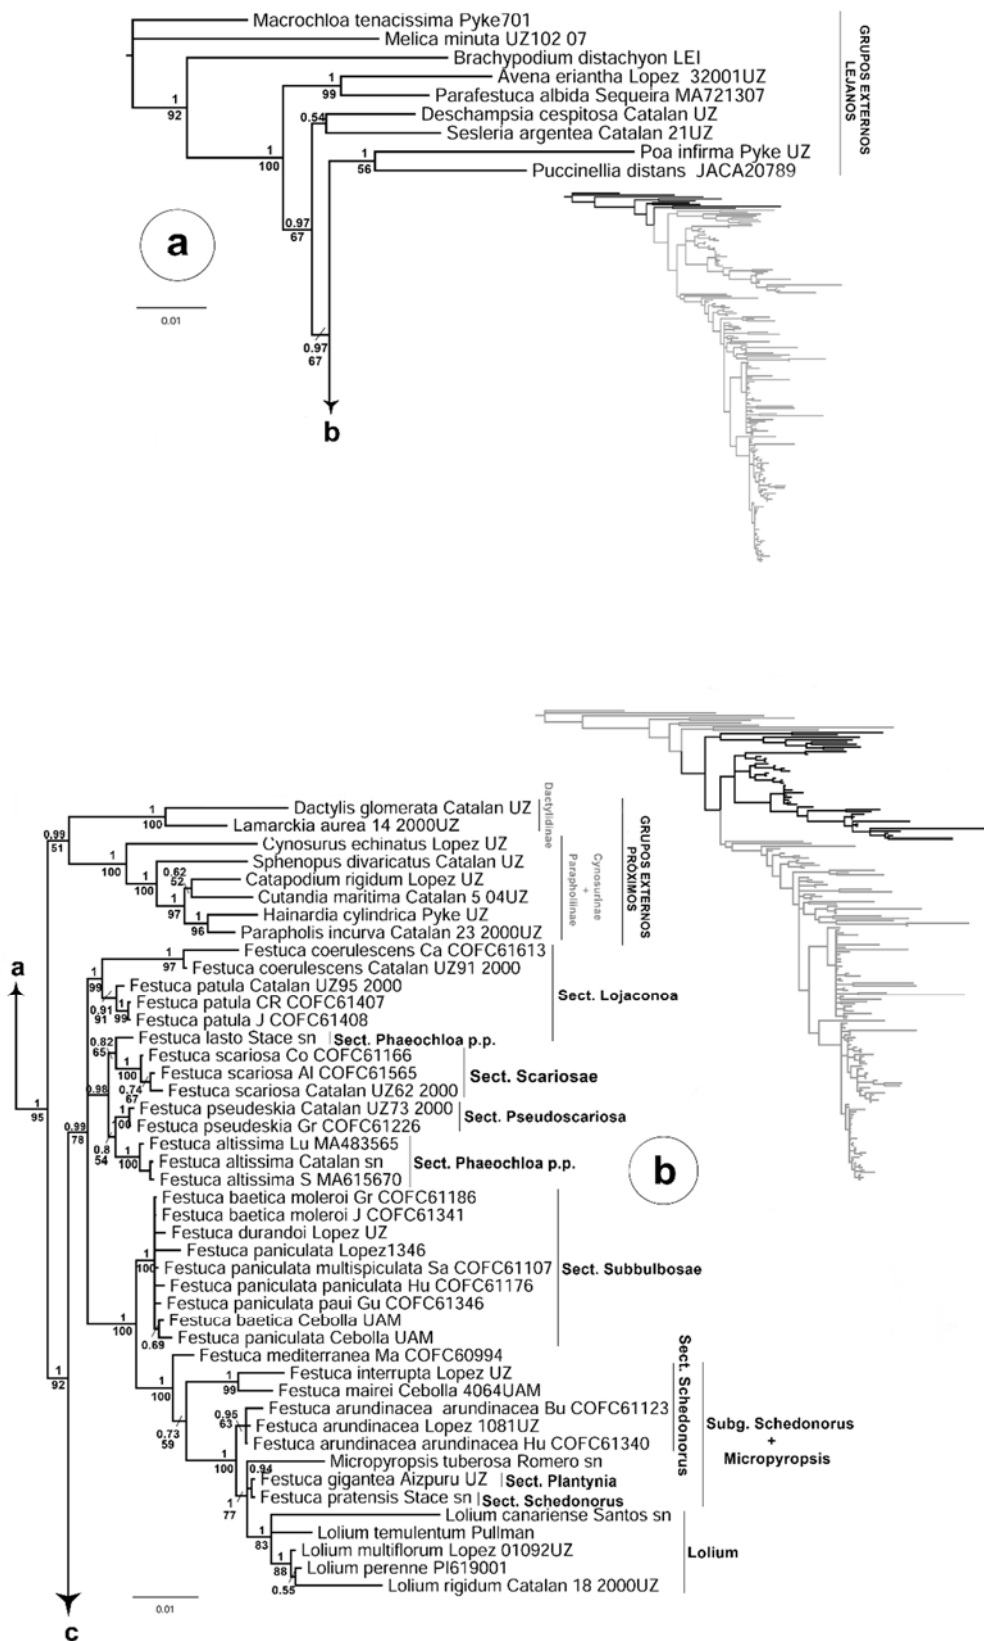 Macrochloa tenacissima Pyke701
Melica minuta UZ102 07
Brachypodium distachyon LEI
1
92
1
99
Avena eriantha Lopez 32001UZ
Parafestuca albida Sequeira MA721307
0.54
Deschampsia cespitosa Catalan UZ
Sesleria argentea Catalan 21UZ
1
100
1
56
Poa infirma Pyke UZ
Puccinellia distans JACA20789
GRUPOS EXTERNOS
LEJANOS
0.97
67
a
0.01
0.97
67
b
Dactylis glomerata Catalan UZ
1
100
Lamarckia aurea 14 2000UZ
Dactylidinae
0.99
51
Cynosurus echinatus Lopez UZ
1
100
Sphenopus divaricatus Catalan UZ
1
100
0.62
52
Catapodium rigidum Lopez UZ
Cutandia maritima Catalan 5 04UZ
1
97
Hainardia cylindrica Pyke UZ
1
96
Parapholis incurva Catalan 23 2000UZ
Cynosurinae
+
Parapholiinae
GRUPOS EXTERNOS
PRÓXIMOS
Festuca coerulescens Ca COFC61613
1
97
Festuca coerulescens Catalan UZ91 2000
1
99
Festuca patula Catalan UZ95 2000
0.91
91
Festuca patula CR COFC61407
1
99
Festuca patula J COFC61408
Sect. Lojaconoa
a
0.82
65
Festuca lasto Stace sn
Sect. Phaeochloa p.p.
Festuca scariosa Co COFC61166
1
100
Festuca scariosa Al COFC61565
0.74
67
Festuca scariosa Catalan UZ62 2000
Sect. Scariosae
0.98
Festuca pseudeskia Catalan UZ73 2000
1
100
Festuca pseudeskia Gr COFC61226
Sect. Pseudoscariosa
1
95
0.99
78
0.8
54
Festuca altissima Lu MA483565
1
100
Festuca altissima Catalan sn
Festuca altissima S MA615670
Sect. Phaeochloa p.p.
b
Festuca baetica moleroi Gr COFC61186
Festuca baetica moleroi J COFC61341
Festuca durandoi Lopez UZ
Festuca paniculata Lopez1346
1
100
Festuca paniculata multispiculata Sa COFC61107
Festuca paniculata paniculata Hu COFC61176
Festuca paniculata paui Gu COFC61346
Festuca baetica Cebolla UAM
0.69
Festuca paniculata Cebolla UAM
Sect. Subbulbosae
1
100
Festuca mediterranea Ma COFC60994
1
100
Festuca interrupta Lopez UZ
1
99
Festuca mairei Cebolla 4064UAM
1
92
0.73
59
Festuca arundinacea arundinacea Bu COFC61123
0.95
63
Festuca arundinacea Lopez 1081UZ
Festuca arundinacea arundinacea Hu COFC61340
Sect. Schedonorus
1
100
Micropyropsis tuberosa Romero sn
0.94
Festuca gigantea Aizpuru UZ
Sect. Plantynia
Festuca pratensis Stace sn
Sect. Schedonorus
Subg. Schedonorus
+
Micropyropsis
1
77
Lolium canariense Santos sn
1
83
Lolium temulentum Pullman
Lolium multiflorum Lopez 01092UZ
1
88
Lolium perenne PI619001
0.55
Lolium rigidum Catalan 18 2000UZ
Lolium
0.01
c